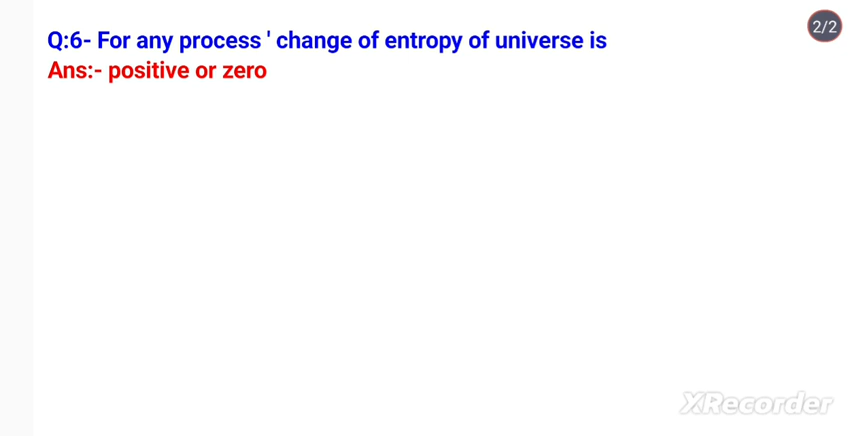 2/2
Q:6- For any process ' change of entropy of universe is
Ans:- positive or zero
XRecorder